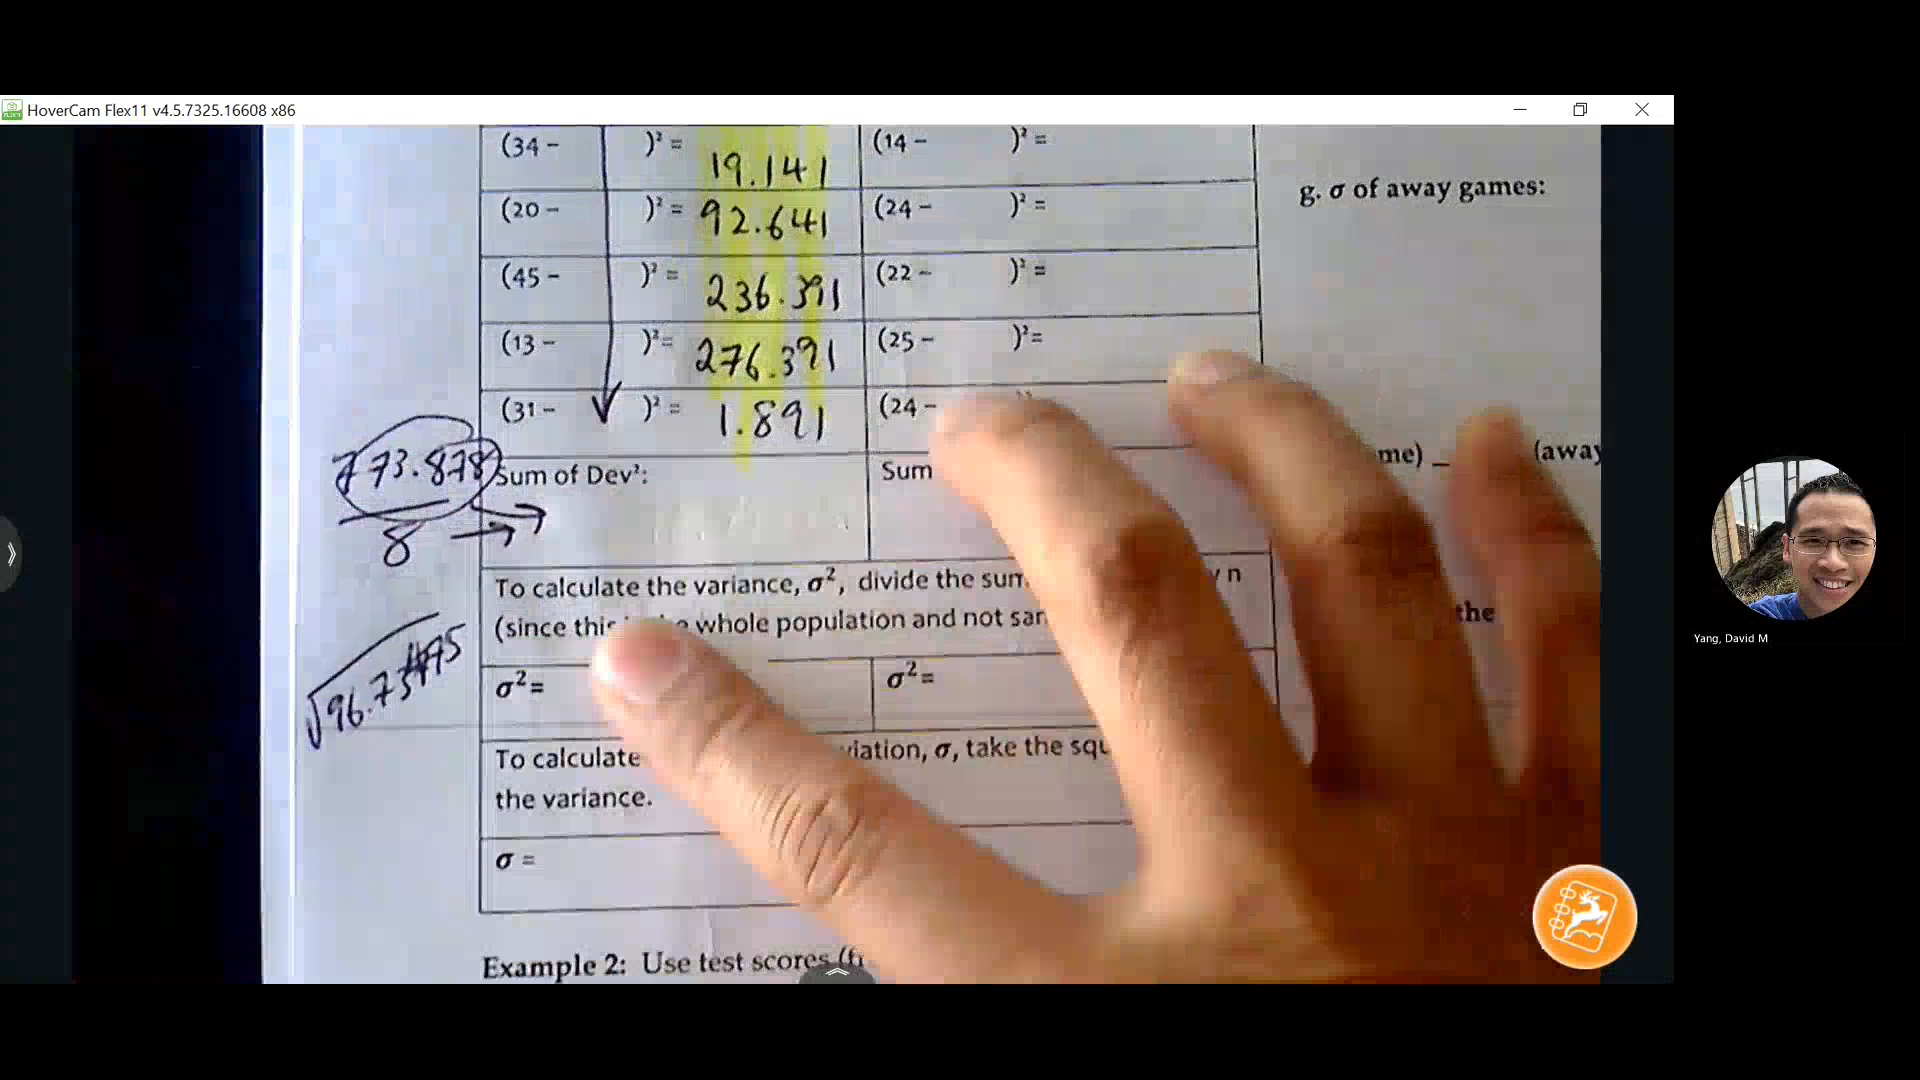 HoverCam Flex11 v4.5.7325.16608 x86
(34 – )² = 19.141 (14 – )² =
(20 – )² = 92.641 (24 – )² =
g. σ of away games:
(45 – )² = 236.391 (22 – )² =
(13 – )² = 276.391 (25 – )² =
(31 – )² = 1.891 (24 –
me) _ (away
773.878
8
Sum of Dev²: Sum
To calculate the variance, σ², divide the sum n
(since this whole population and not the
√96.73475
σ² = σ² =
To calculate σ, take the
the variance.
σ =
Example 2: Use test scores
Yang, David M